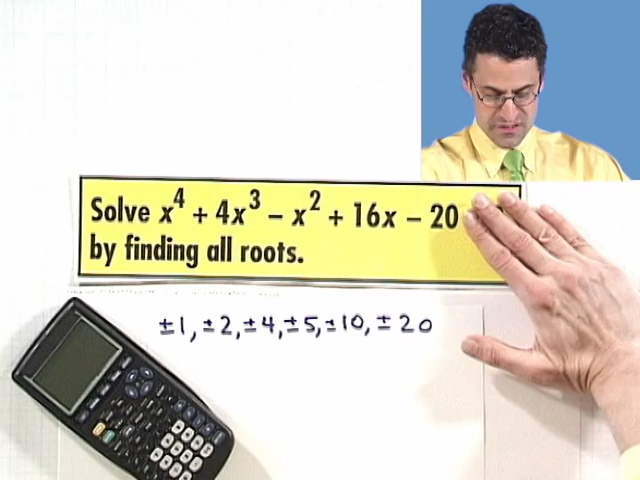 Solve x⁴ + 4x³ − x² + 16x − 20
by finding all roots.
±1, ±2, ±4, ±5, ±10, ±20